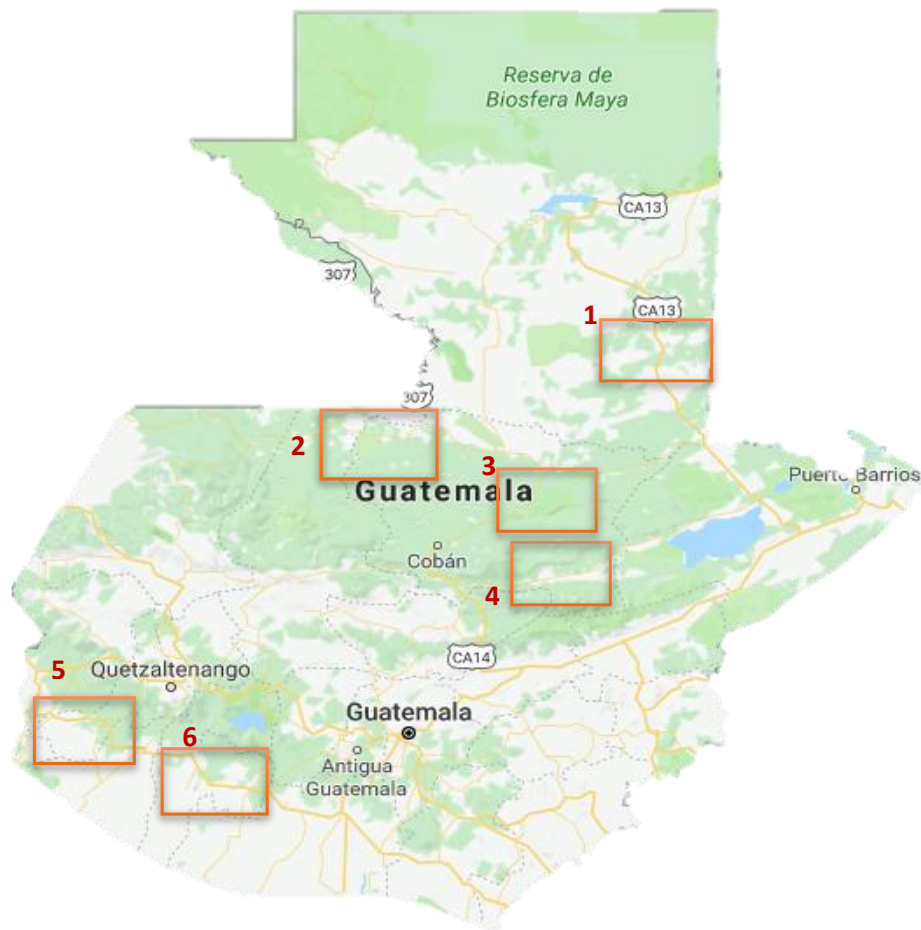 Reserva de
Biosfera Maya
CA13
307
CA13
1
307
2
3
Guatemala
Puerto Barrios
Cobán
4
CA14
5
Quetzaltenango
Guatemala
6
Antigua
Guatemala